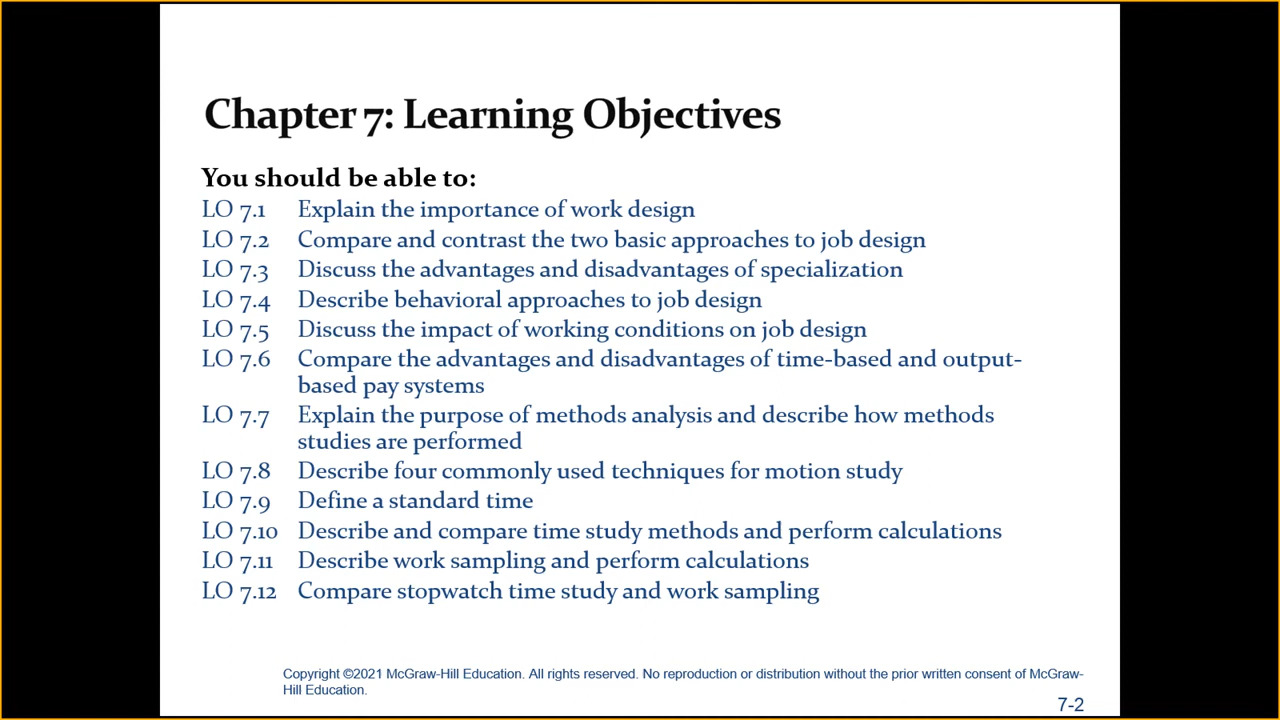 Chapter 7: Learning Objectives
You should be able to:
LO 7.1 Explain the importance of work design
LO 7.2 Compare and contrast the two basic approaches to job design
LO 7.3 Discuss the advantages and disadvantages of specialization
LO 7.4 Describe behavioral approaches to job design
LO 7.5 Discuss the impact of working conditions on job design
LO 7.6 Compare the advantages and disadvantages of time-based and output-
based pay systems
LO 7.7 Explain the purpose of methods analysis and describe how methods
studies are performed
LO 7.8 Describe four commonly used techniques for motion study
LO 7.9 Define a standard time
LO 7.10 Describe and compare time study methods and perform calculations
LO 7.11 Describe work sampling and perform calculations
LO 7.12 Compare stopwatch time study and work sampling
Copyright ©2021 McGraw-Hill Education. All rights reserved. No reproduction or distribution without the prior written consent of McGraw-
Hill Education.
7-2